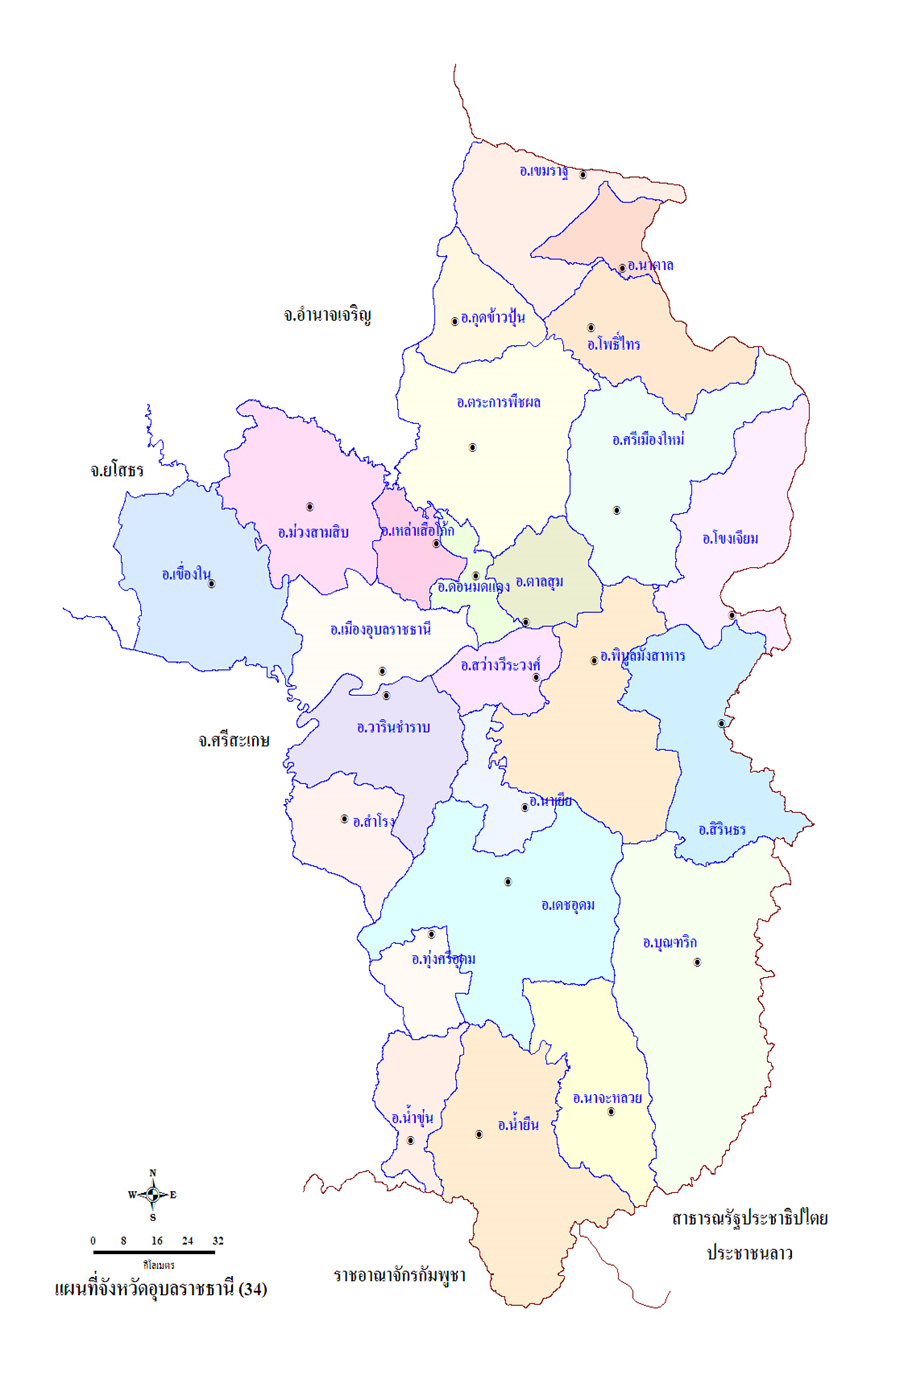 อ.เขมราฐ
อ.นาตาล
จ.อำนาจเจริญ
อ.กุดข้าวปุ้น
อ.โพธิ์ไทร
อ.ตระการพืชผล
อ.ศรีเมืองใหม่
จ.ยโสธร
อ.ม่วงสามสิบ
อ.เหล่าเสือโก้ก
อ.โขงเจียม
อ.เขื่องใน
อ.ดอนมดแดง
อ.ตาลสุม
อ.เมืองอุบลราชธานี
อ.สว่างวีระวงศ์
อ.พิบูลมังสาหาร
จ.ศรีสะเกษ
อ.วารินชำราบ
อ.นาเยีย
อ.สำโรง
อ.สิรินธร
อ.เดชอุดม
อ.บุณฑริก
อ.ทุ่งศรีอุดม
อ.นาจะหลวย
อ.น้ำขุ่น
อ.น้ำยืน
N
W E
S
สาธารณรัฐประชาธิปไตย
ประชาชนลาว
0 8 16 24 32
กิโลเมตร
ราชอาณาจักรกัมพูชา
แผนที่จังหวัดอุบลราชธานี (34)